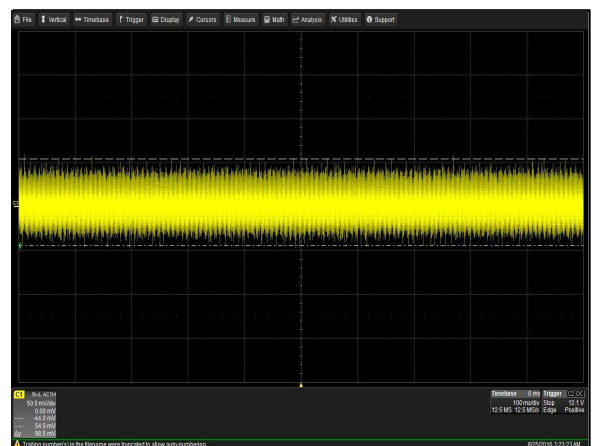 File Vertical Timebase Trigger Display Cursors Measure Math Analysis Utilities Support
C1
C1 BwL AC1M
50.0 mV/div
0.00 mV
-44.0 mV
54.5 mV
Δy 98.5 mV
Timebase 0 ms
100 ms/div
12.5 MS 12.5 MS/s
Trigger C2 DC
Stop 12.1 V
Edge Positive
Trailing number(s) in the filename were truncated to allow auto-numbering
8/25/2016 3:23:23 AM